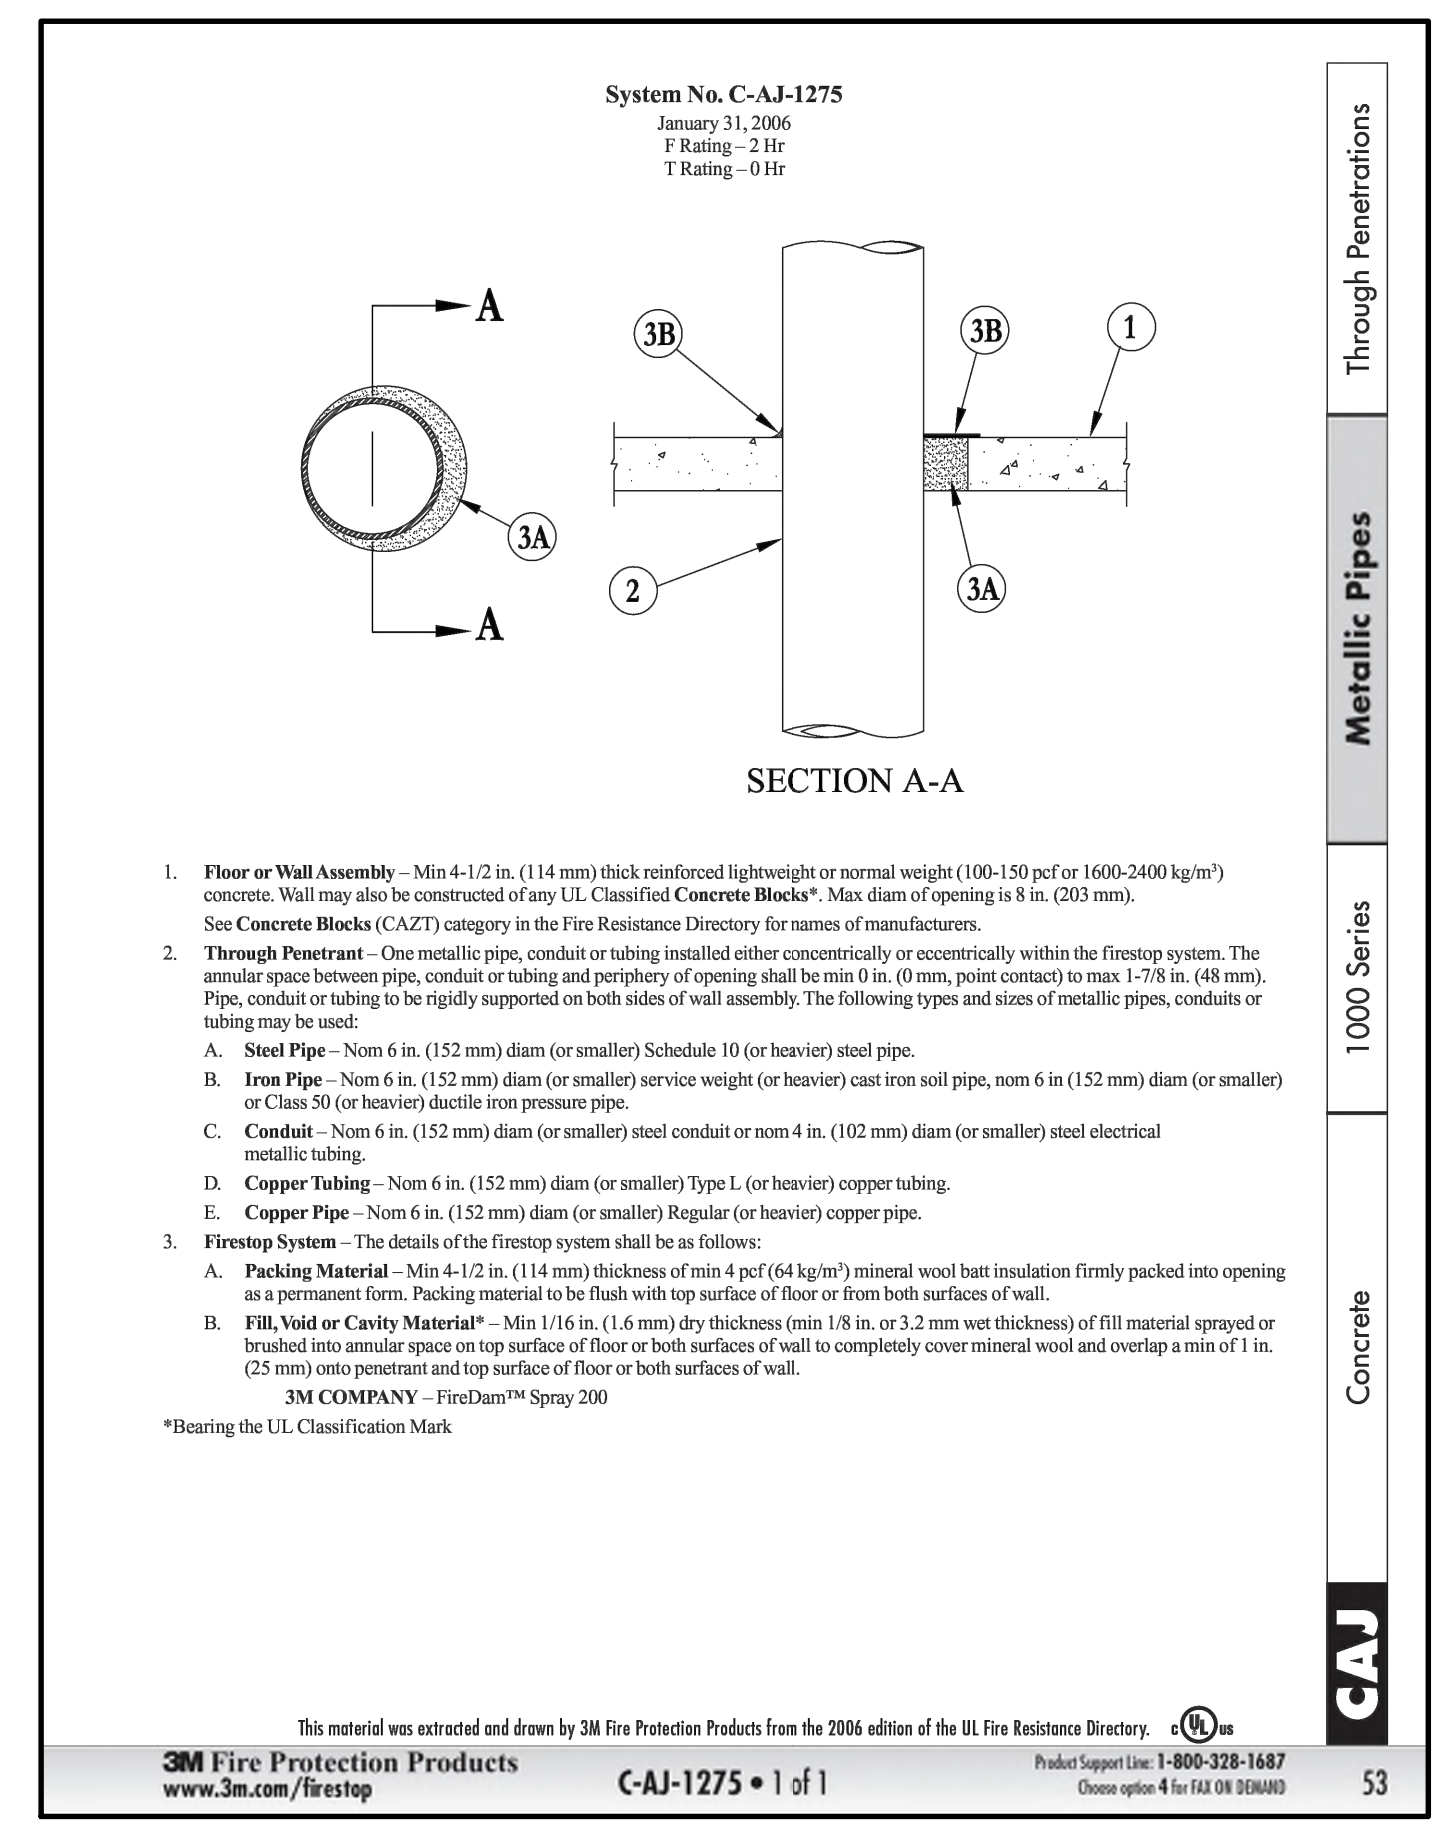 System No. C-AJ-1275
January 31, 2006
F Rating – 2 Hr
T Rating – 0 Hr
A
3B
3B
1
3A
2
3A
A
SECTION A-A
1. Floor or Wall Assembly – Min 4-1/2 in. (114 mm) thick reinforced lightweight or normal weight (100-150 pcf or 1600-2400 kg/m³)
concrete. Wall may also be constructed of any UL Classified Concrete Blocks*. Max diam of opening is 8 in. (203 mm).
See Concrete Blocks (CAZT) category in the Fire Resistance Directory for names of manufacturers.
2. Through Penetrant – One metallic pipe, conduit or tubing installed either concentrically or eccentrically within the firestop system. The
annular space between pipe, conduit or tubing and periphery of opening shall be min 0 in. (0 mm, point contact) to max 1-7/8 in. (48 mm).
Pipe, conduit or tubing to be rigidly supported on both sides of wall assembly. The following types and sizes of metallic pipes, conduits or
tubing may be used:
A. Steel Pipe – Nom 6 in. (152 mm) diam (or smaller) Schedule 10 (or heavier) steel pipe.
B. Iron Pipe – Nom 6 in. (152 mm) diam (or smaller) service weight (or heavier) cast iron soil pipe, nom 6 in (152 mm) diam (or smaller)
or Class 50 (or heavier) ductile iron pressure pipe.
C. Conduit – Nom 6 in. (152 mm) diam (or smaller) steel conduit or nom 4 in. (102 mm) diam (or smaller) steel electrical
metallic tubing.
D. Copper Tubing – Nom 6 in. (152 mm) diam (or smaller) Type L (or heavier) copper tubing.
E. Copper Pipe – Nom 6 in. (152 mm) diam (or smaller) Regular (or heavier) copper pipe.
3. Firestop System – The details of the firestop system shall be as follows:
A. Packing Material – Min 4-1/2 in. (114 mm) thickness of min 4 pcf (64 kg/m³) mineral wool batt insulation firmly packed into opening
as a permanent form. Packing material to be flush with top surface of floor or from both surfaces of wall.
B. Fill, Void or Cavity Material* – Min 1/16 in. (1.6 mm) dry thickness (min 1/8 in. or 3.2 mm wet thickness) of fill material sprayed or
brushed into annular space on top surface of floor or both surfaces of wall to completely cover mineral wool and overlap a min of 1 in.
(25 mm) onto penetrant and top surface of floor or both surfaces of wall.
3M COMPANY – FireDam™ Spray 200
*Bearing the UL Classification Mark
Through Penetrations
Metallic Pipes
1000 Series
Concrete
CAJ
This material was extracted and drawn by 3M Fire Protection Products from the 2006 edition of the UL Fire Resistance Directory. c UL us
3M Fire Protection Products
www.3m.com/firestop
C-AJ-1275 • 1 of 1
Product Support Line: 1-800-328-1687
Choose option 4 for FAX ON DEMAND
53